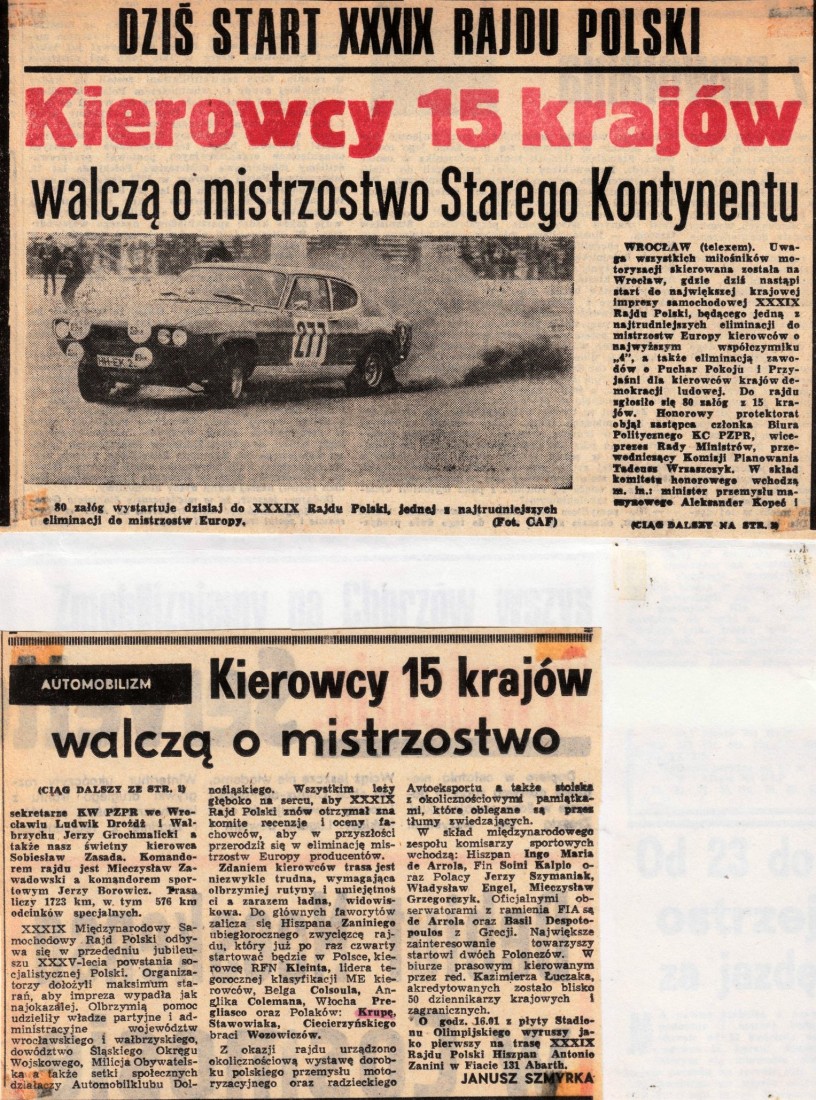 DZIŚ START XXXIX RAJDU POLSKI
Kierowcy 15 krajów
walczą o mistrzostwo Starego Kontynentu
277
HH-EK 2
80 załóg wystartuje dzisiaj do XXXIX Rajdu Polski, jednej z najtrudniejszych
eliminacji do mistrzostw Europy.
(Fot. CAF)
WROCŁAW (telexem). Uwa-
ga wszystkich miłośników mo-
toryzacji skierowana została na
Wrocław, gdzie dziś nastąpi
start do największej krajowej
imprezy samochodowej XXXIX
Rajdu Polski, będącego jedną z
najtrudniejszych eliminacji do
mistrzostw Europy kierowców o
najwyższym współczynniku
„4”, a także eliminacją zawo-
dów o Puchar Pokoju i Przy-
jaźni dla kierowców krajów de-
mokracji ludowej. Do rajdu
zgłosiło się 80 załóg z 15 kra-
jów. Honorowy protektorat
objął zastępca członka Biura
Politycznego KC PZPR, wice-
prezes Rady Ministrów, prze-
wodniczący Komisji Planowania
Tadeusz Wrzaszczyk. W skład
komitetu honorowego wchodzą
m. in.: minister przemysłu ma-
szynowego Aleksander Kopeć i
(CIĄG DALSZY NA STR. 2)
AUTOMOBILIZM
Kierowcy 15 krajów
walczą o mistrzostwo
(CIĄG DALSZY ZE STR. 1)
sekretarze KW PZPR we Wro-
cławiu Ludwik Drożdż i Wał-
brzychu Jerzy Grochmalicki a
także nasz świetny kierowca
Sobiesław Zasada. Komando-
rem rajdu jest Mieczysław Za-
wadowski a komandorem spor-
towym Jerzy Borowicz. Trasa
liczy 1723 km, w tym 576 km
odcinków specjalnych.
XXXIX Międzynarodowy Sa-
mochodowy Rajd Polski odby-
wa się w przededniu jubileu-
szu XXXV-lecia powstania so-
cjalistycznej Polski. Organiza-
torzy dołożyli maksimum sta-
rań, aby impreza wypadła jak
najokazalej. Olbrzymią pomoc
udzieliły władze partyjne i ad-
ministracyjne województw
wrocławskiego i wałbrzyskiego,
dowództwo Śląskiego Okręgu
Wojskowego, Milicja Obywatels-
ka a także setki społecznych
działaczy Automobilklubu Dol-
nośląskiego. Wszystkim leży
głęboko na sercu, aby XXXIX
Rajd Polski znów otrzymał zna
komite recenzje i oceny fa-
chowców, aby w przyszłości
przerodził się w eliminację mi-
strzostw Europy producentów.
Zdaniem kierowców trasa jest
niezwykle trudna, wymagająca
olbrzymiej rutyny i umiejętnoś
ci a zarazem ładna, widowis-
kowa. Do głównych faworytów
zalicza się Hiszpana Zaniniego
ubiegłorocznego zwycięzcę raj-
du, który już po raz czwarty
startować będzie w Polsce, kie-
rowcę RFN Kleinta, lidera te-
gorocznej klasyfikacji ME kie-
rowców, Belga Colsoula, An-
glika Colemana, Włocha Pre-
gliasco oraz Polaków: Krupę,
Stawowiaka, Ciecierzyńskiego
braci Wozowiczów.
Z okazji rajdu urządzono
okolicznościową wystawę dorob-
ku polskiego przemysłu moto-
ryzacyjnego oraz radzieckiego
Avtoeksportu a także stoiska
z okolicznościowymi pamiątka-
mi, które oblegane są przez
tłumy zwiedzających.
W skład międzynarodowego
zespołu komisarzy sportowych
wchodzą: Hiszpan Ingo Maria
de Arrola, Fin Soini Kalpio o-
raz Polacy Jerzy Szymaniak,
Władysław Engel, Mieczysław
Grzegorzyk. Oficjalnymi ob-
serwatorami z ramienia FIA są
de Arrola oraz Basil Despoto-
poulos z Grecji. Największe
zainteresowanie towarzyszy
startowi dwóch Polonezów. W
biurze prasowym kierowanym
przez red. Kazimierza Łuczaka,
akredytowanych zostało blisko
50 dziennikarzy krajowych i
zagranicznych.
O godz. 16.01 z płyty Stadio-
nu Olimpijskiego wyruszy ja-
ko pierwszy na trasę XXXIX
Rajdu Polski Hiszpan Antonio
Zanini w Fiacie 131 Abarth.
JANUSZ SZMYRKA